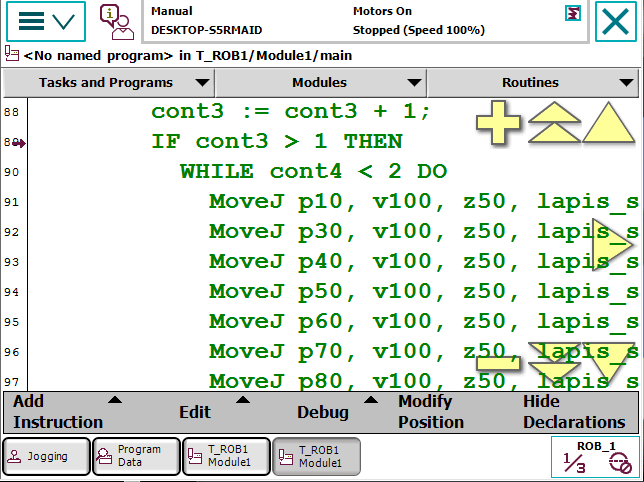 Manual
DESKTOP-S5RMAID
Motors On
Stopped (Speed 100%)
<No named program> in T_ROB1/Module1/main
Tasks and Programs
Modules
Routines
88 cont3 := cont3 + 1;
89 IF cont3 > 1 THEN
90 WHILE cont4 < 2 DO
91 MoveJ p10, v100, z50, lapis_s
92 MoveJ p30, v100, z50, lapis_s
93 MoveJ p40, v100, z50, lapis_s
94 MoveJ p50, v100, z50, lapis_s
95 MoveJ p60, v100, z50, lapis_s
96 MoveJ p70, v100, z50, lapis_s
97 MoveJ p80, v100, z50, lapis_s
Add Instruction
Edit
Debug
Modify Position
Hide Declarations
Jogging
Program Data
T_ROB1 Module1
T_ROB1 Module1
ROB_1
1/3